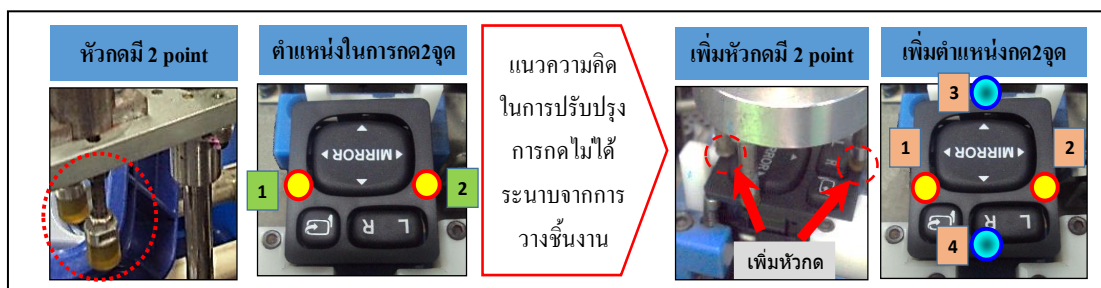 หัวกดมี 2 point
ตำแหน่งในการกด2จุด
1
2
MIRROR
L
R
แนวความคิด
ในการปรับปรุง
การกดไม่ได้
ระนาบจากการ
วางชิ้นงาน
เพิ่มหัวกดมี 2 point
MIRROR
L
R
เพิ่มหัวกด
เพิ่มตำแหน่งกด2จุด
3
1
2
4
MIRROR
L
R